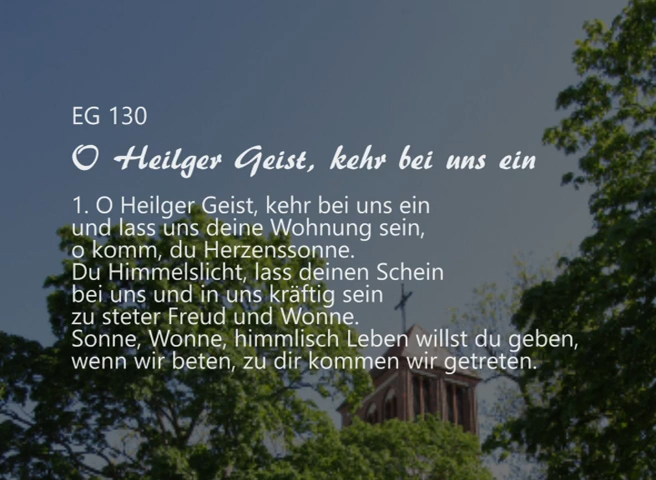 EG 130
O Heilger Geist, kehr bei uns ein
1. O Heilger Geist, kehr bei uns ein
und lass uns deine Wohnung sein,
o komm, du Herzenssonne.
Du Himmelslicht, lass deinen Schein
bei uns und in uns kräftig sein
zu steter Freud und Wonne.
Sonne, Wonne, himmlisch Leben willst du geben,
wenn wir beten, zu dir kommen wir getreten.